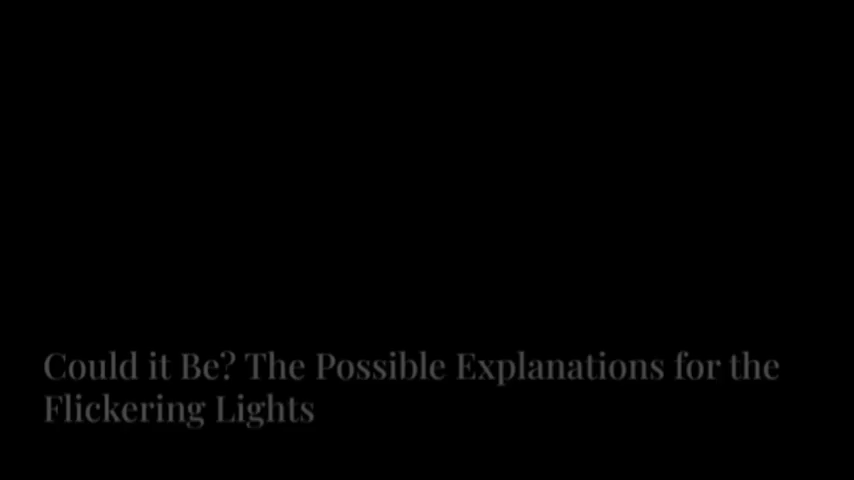 Could it Be? The Possible Explanations for the
Flickering Lights